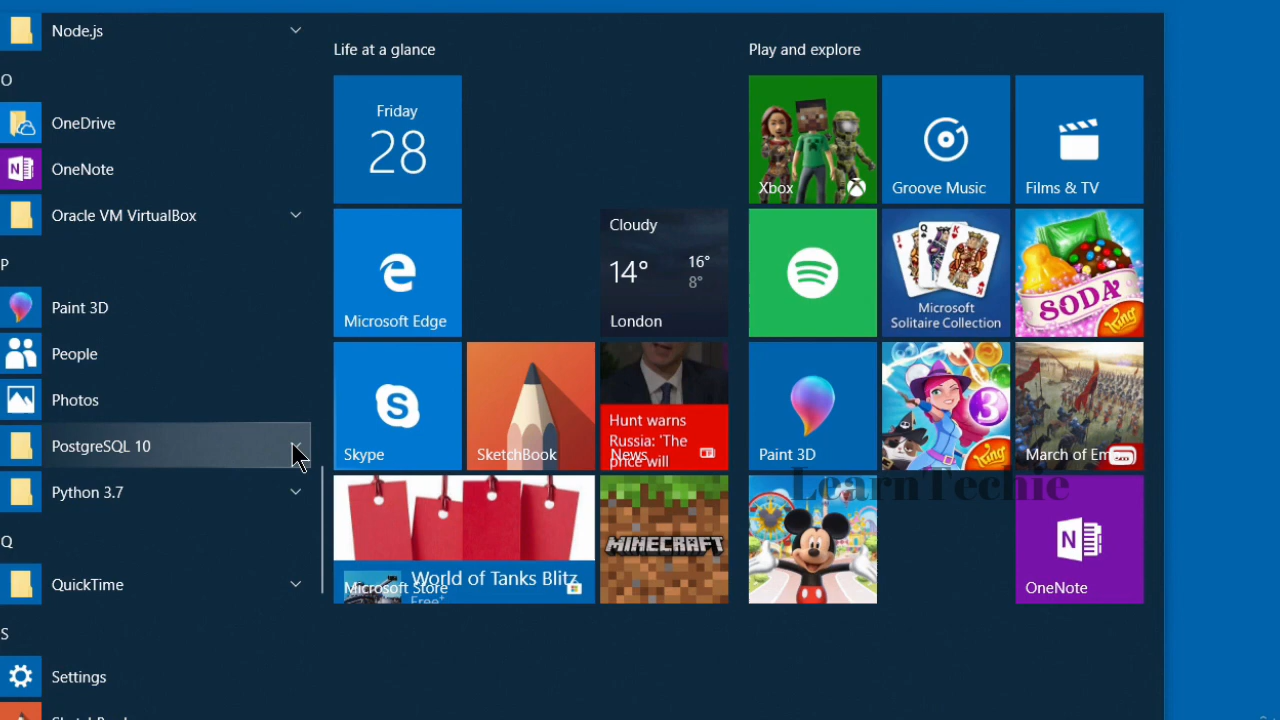 Node.js
O
OneDrive
OneNote
Oracle VM VirtualBox
P
Paint 3D
People
Photos
PostgreSQL 10
Python 3.7
Q
QuickTime
S
Settings
Life at a glance
Friday
28
Microsoft Edge
Cloudy
14°
16°
8°
London
Skype
SketchBook
Hunt warns
Russia: 'The
price will
News
World of Tanks Blitz
Microsoft Store
MINECRAFT
Play and explore
Xbox
Groove Music
Films & TV
J
Q
K
Microsoft
Solitaire Collection
SODA
King
Paint 3D
3
King
March of Em
LearnTechie
N
OneNote